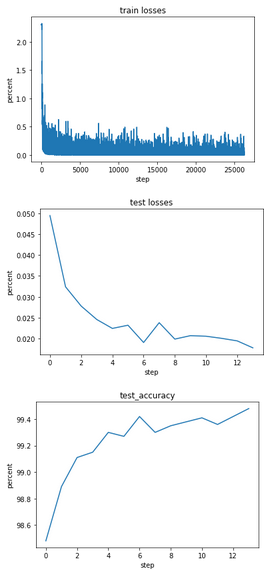 train losses
2.0
1.5
1.0
0.5
0.0
percent
0 5000 10000 15000 20000 25000
step
test losses
0.050
0.045
0.040
0.035
0.030
0.025
0.020
percent
0 2 4 6 8 10 12
step
test_accuracy
99.4
99.2
99.0
98.8
98.6
percent
0 2 4 6 8 10 12
step